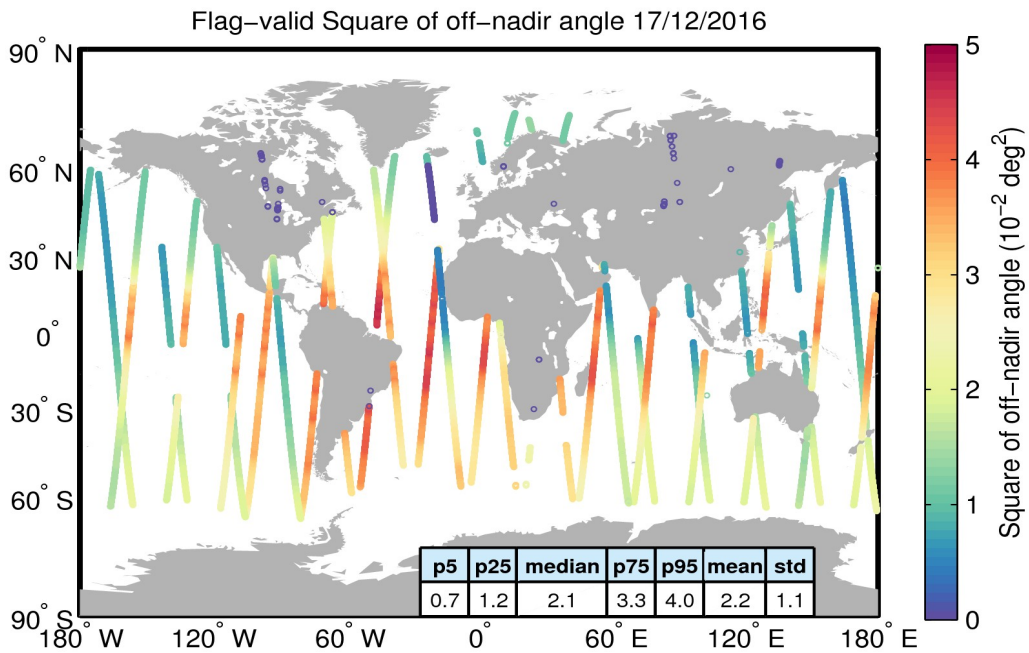 Flag-valid Square of off-nadir angle 17/12/2016
90° N
60° N
30° N
0°
30° S
60° S
90° S
180° W
120° W
60° W
0°
60° E
120° E
180° E
p5 p25 median p75 p95 mean std
0.7 1.2 2.1 3.3 4.0 2.2 1.1
5
4
3
2
1
0
Square of off-nadir angle (10⁻² deg²)